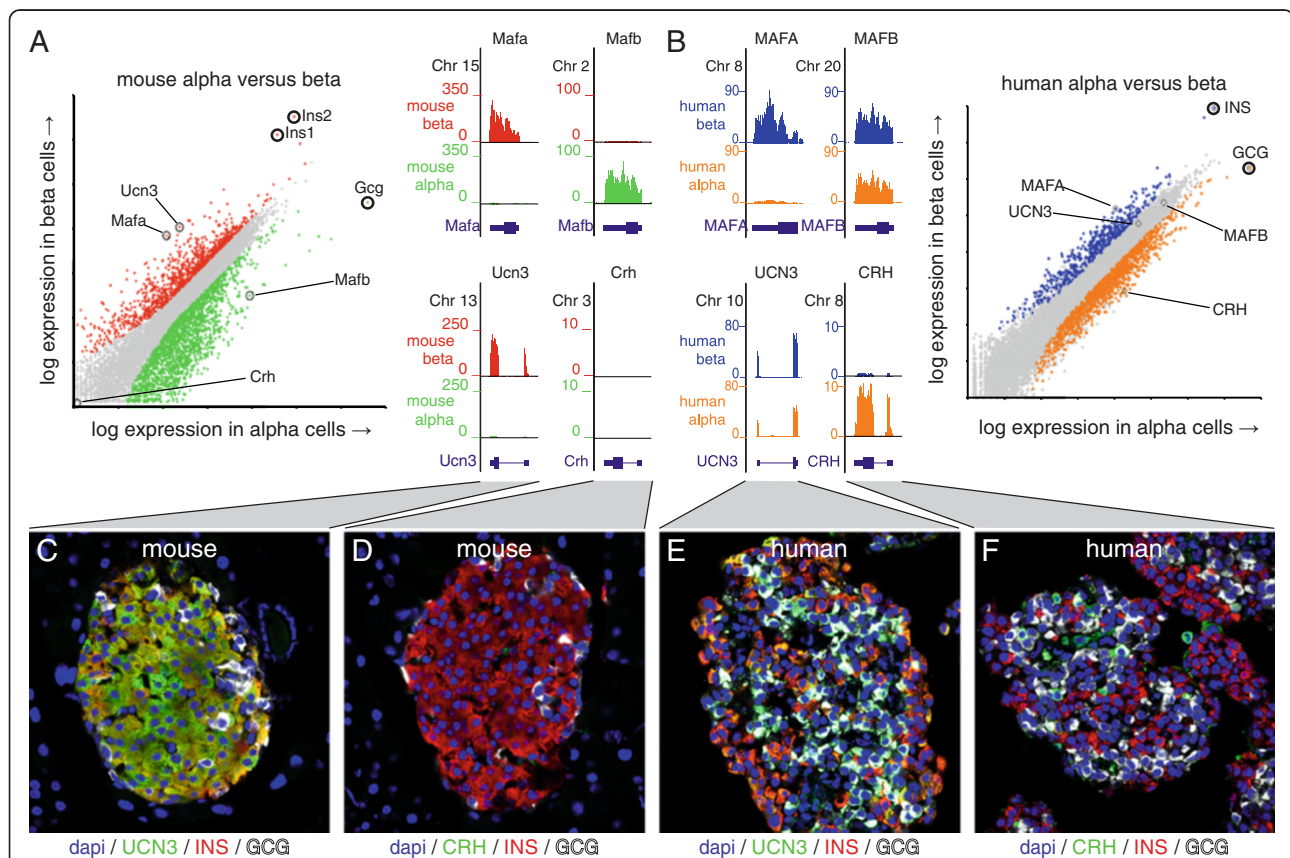 A
mouse alpha versus beta
log expression in beta cells →
Ins2
Ins1
Gcg
Ucn3
Mafa
Mafb
Crh
log expression in alpha cells →
Mafa
Mafb
Chr 15
Chr 2
350
100
mouse beta
0
0
350
100
mouse alpha
0
0
Mafa
Mafb
Ucn3
Crh
Chr 13
Chr 3
250
10
mouse beta
0
0
250
10
mouse alpha
0
0
Ucn3
Crh
B
MAFA
MAFB
Chr 8
Chr 20
90
90
human beta
0
0
90
90
human alpha
0
0
MAFA
MAFB
UCN3
CRH
Chr 10
Chr 8
80
10
human beta
0
0
80
10
human alpha
0
0
UCN3
CRH
human alpha versus beta
log expression in beta cells →
INS
GCG
MAFA
UCN3
MAFB
CRH
log expression in alpha cells →
C
mouse
dapi / UCN3 / INS / GCG
D
mouse
dapi / CRH / INS / GCG
E
human
dapi / UCN3 / INS / GCG
F
human
dapi / CRH / INS / GCG